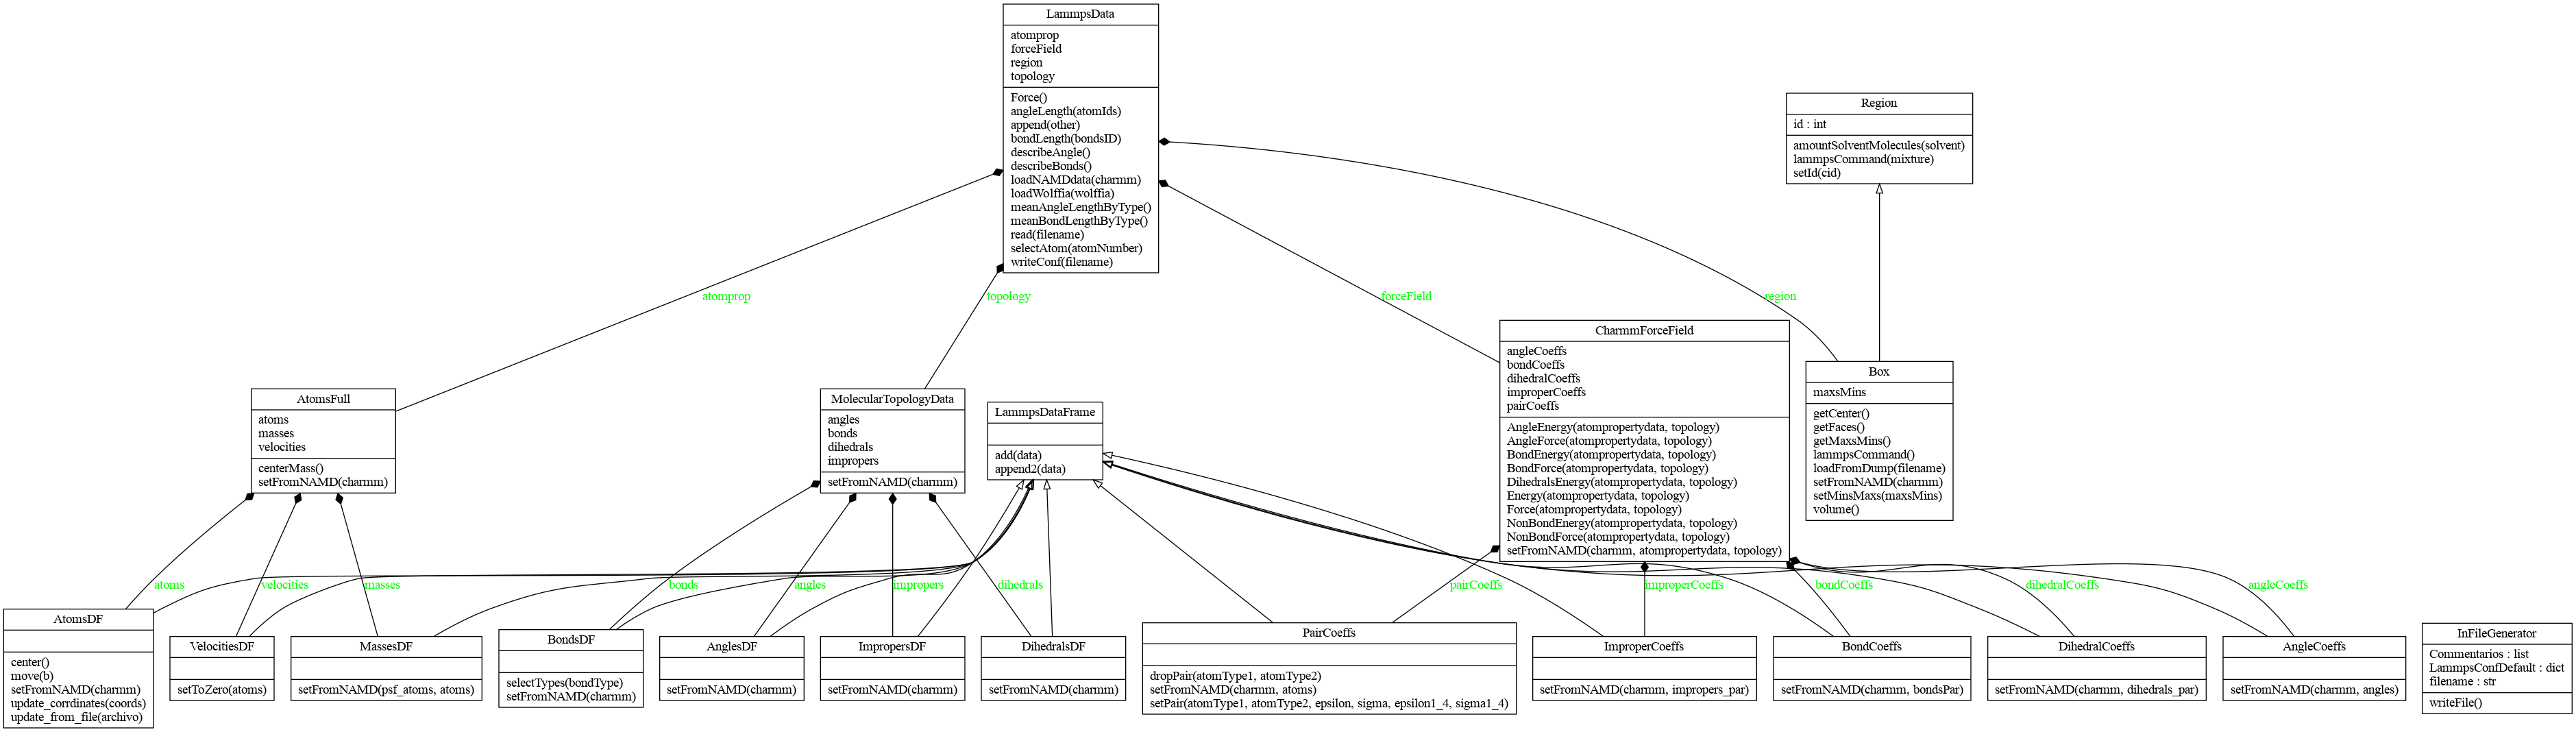 LammpsData
atomprop
forceField
region
topology
Force()
angleLength(atomIds)
append(other)
bondLength(bondsID)
describeAngle()
describeBonds()
loadNAMDdata(charmm)
loadWolffia(wolffia)
meanAngleLengthByType()
meanBondLengthByType()
read(filename)
selectAtom(atomNumber)
writeConf(filename)
Region
id : int
amountSolventMolecules(solvent)
lammpsCommand(mixture)
setId(cid)
atomprop
topology
forceField
region
AtomsFull
atoms
masses
velocities
centerMass()
setFromNAMD(charmm)
MolecularTopologyData
angles
bonds
dihedrals
impropers
setFromNAMD(charmm)
LammpsDataFrame
add(data)
append2(data)
CharmmForceField
angleCoeffs
bondCoeffs
dihedralCoeffs
improperCoeffs
pairCoeffs
AngleEnergy(atompropertydata, topology)
AngleForce(atompropertydata, topology)
BondEnergy(atompropertydata, topology)
BondForce(atompropertydata, topology)
DihedralsEnergy(atompropertydata, topology)
Energy(atompropertydata, topology)
Force(atompropertydata, topology)
NonBondEnergy(atompropertydata, topology)
NonBondForce(atompropertydata, topology)
setFromNAMD(charmm, atompropertydata, topology)
Box
maxsMins
getCenter()
getFaces()
getMaxsMins()
lammpsCommand()
loadFromDump(filename)
setFromNAMD(charmm)
setMinsMaxs(maxsMins)
volume()
atoms
velocities
masses
bonds
angles
impropers
dihedrals
pairCoeffs
improperCoeffs
bondCoeffs
dihedralCoeffs
angleCoeffs
AtomsDF
center()
move(b)
setFromNAMD(charmm)
update_corrdinates(coords)
update_from_file(archivo)
VelocitiesDF
setToZero(atoms)
MassesDF
setFromNAMD(psf_atoms, atoms)
BondsDF
selectTypes(bondType)
setFromNAMD(charmm)
AnglesDF
setFromNAMD(charmm)
ImpropersDF
setFromNAMD(charmm)
DihedralsDF
setFromNAMD(charmm)
PairCoeffs
dropPair(atomType1, atomType2)
setFromNAMD(charmm, atoms)
setPair(atomType1, atomType2, epsilon, sigma, epsilon1_4, sigma1_4)
ImproperCoeffs
setFromNAMD(charmm, impropers_par)
BondCoeffs
setFromNAMD(charmm, bondsPar)
DihedralCoeffs
setFromNAMD(charmm, dihedrals_par)
AngleCoeffs
setFromNAMD(charmm, angles)
InFileGenerator
Commentarios : list
LammpsConfDefault : dict
filename : str
writeFile()